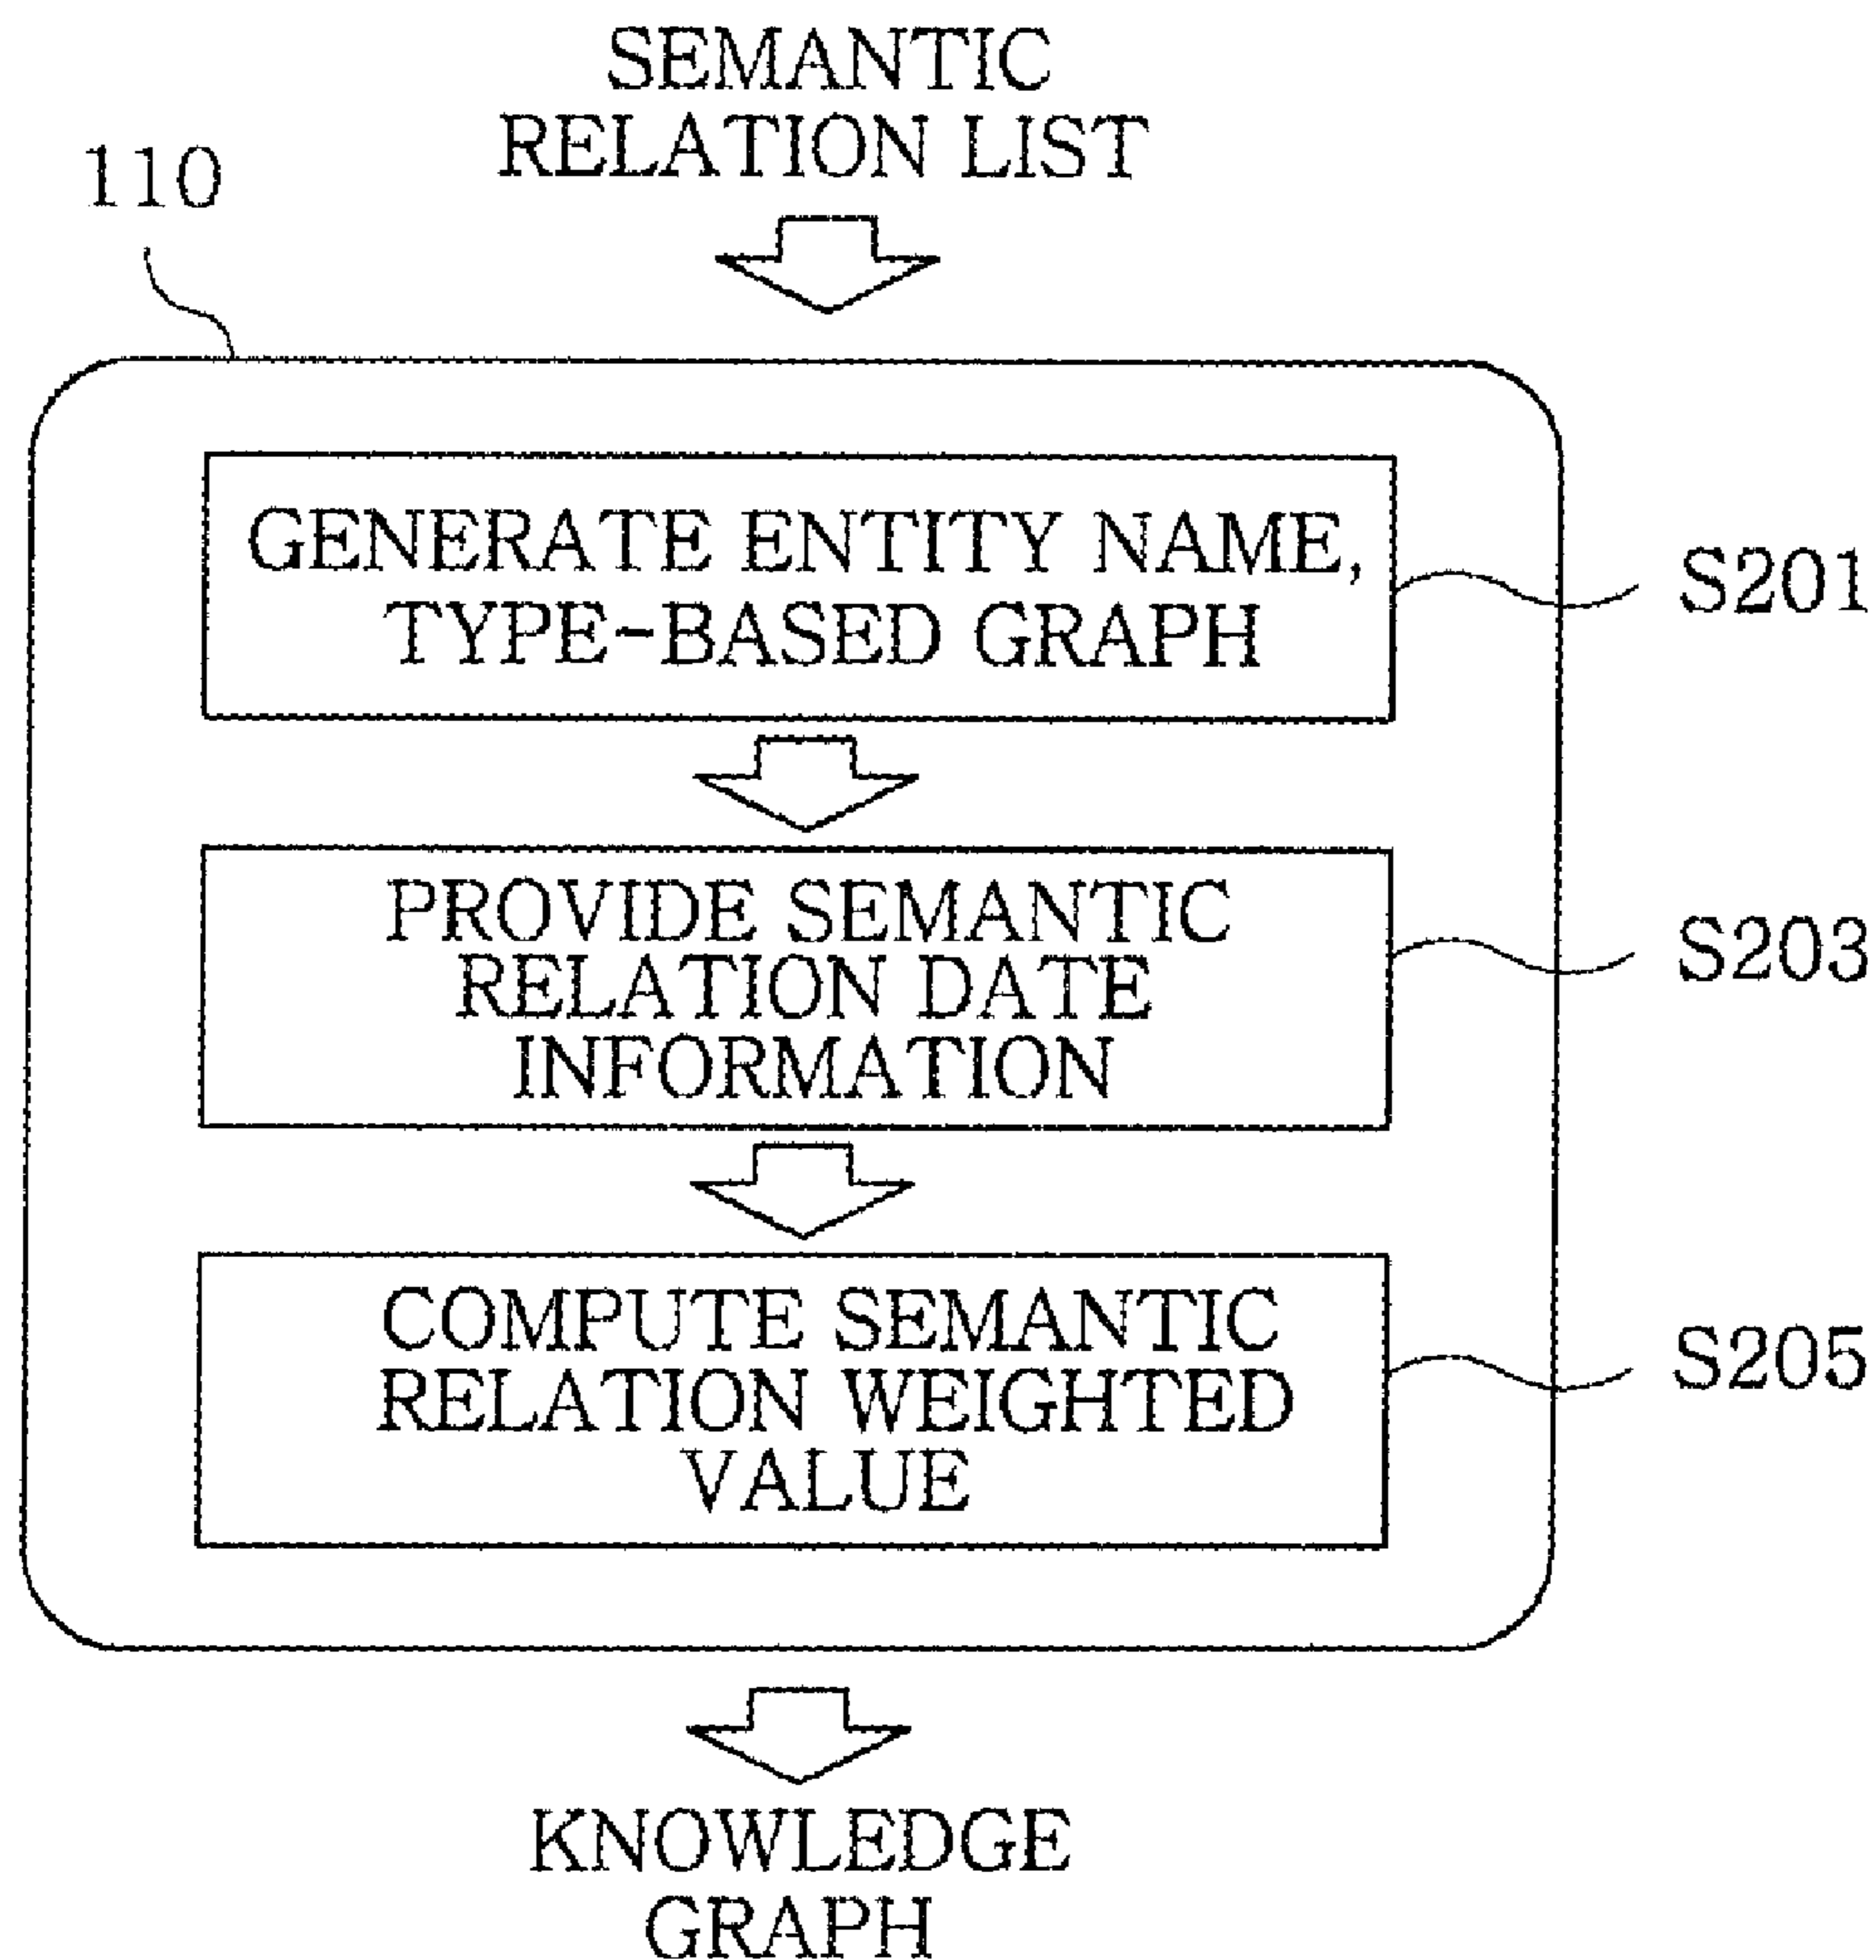 SEMANTIC
RELATION LIST
110
GENERATE ENTITY NAME,
TYPE-BASED GRAPH
S201
PROVIDE SEMANTIC
RELATION DATE
INFORMATION
S203
COMPUTE SEMANTIC
RELATION WEIGHTED
VALUE
S205
KNOWLEDGE
GRAPH